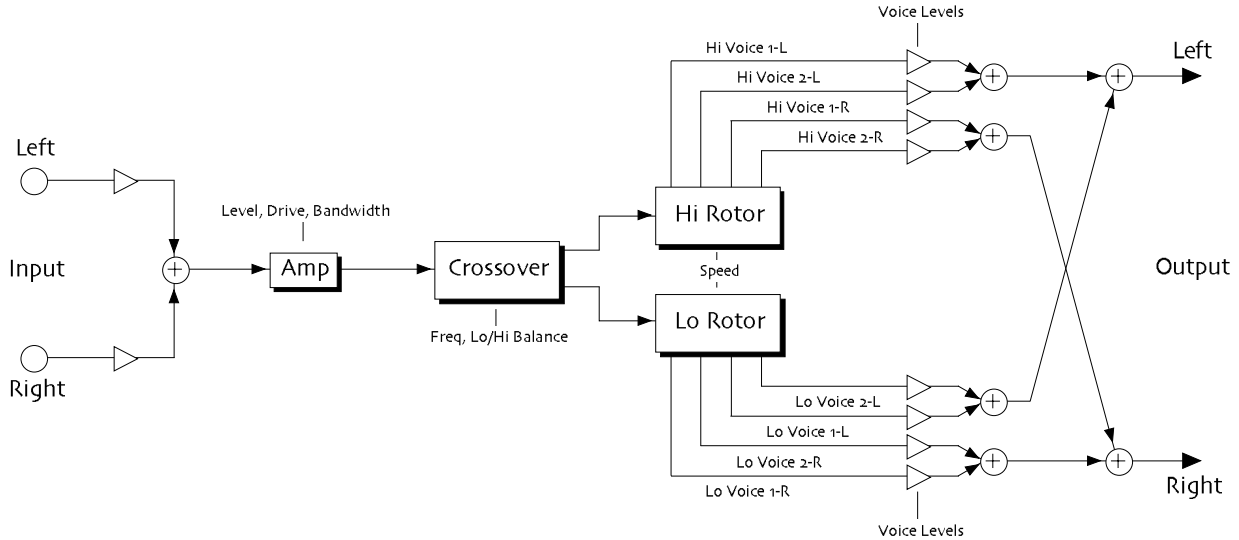 Voice Levels
Hi Voice 1-L
Left
Hi Voice 2-L
Hi Voice 1-R
Hi Voice 2-R
Left
Level, Drive, Bandwidth
Hi Rotor
Input
+
Amp
Crossover
Speed
Output
Lo Rotor
Freq, Lo/Hi Balance
Right
Lo Voice 2-L
Lo Voice 1-L
Lo Voice 2-R
Lo Voice 1-R
Right
Voice Levels